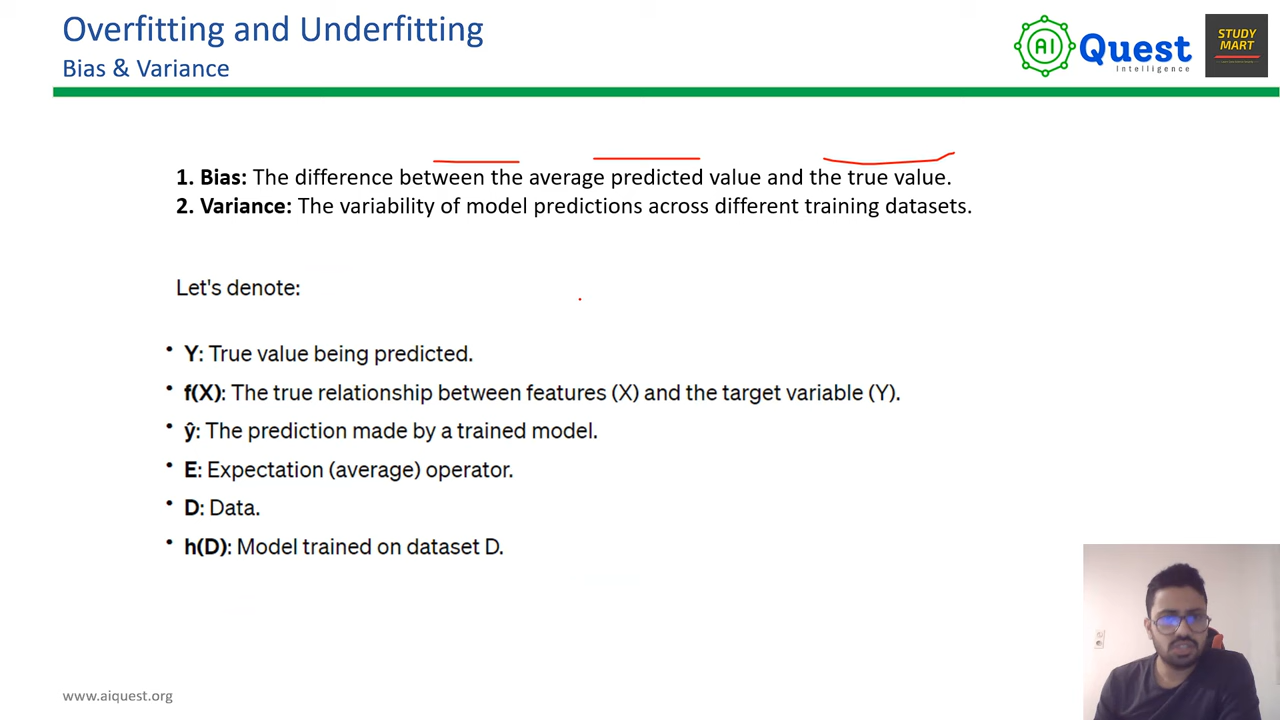 Overfitting and Underfitting
Bias & Variance
AI Quest
Intelligence
STUDY
MART
1. Bias: The difference between the average predicted value and the true value.
2. Variance: The variability of model predictions across different training datasets.
Let's denote:
• Y: True value being predicted.
• f(X): The true relationship between features (X) and the target variable (Y).
• ŷ: The prediction made by a trained model.
• E: Expectation (average) operator.
• D: Data.
• h(D): Model trained on dataset D.
www.aiquest.org